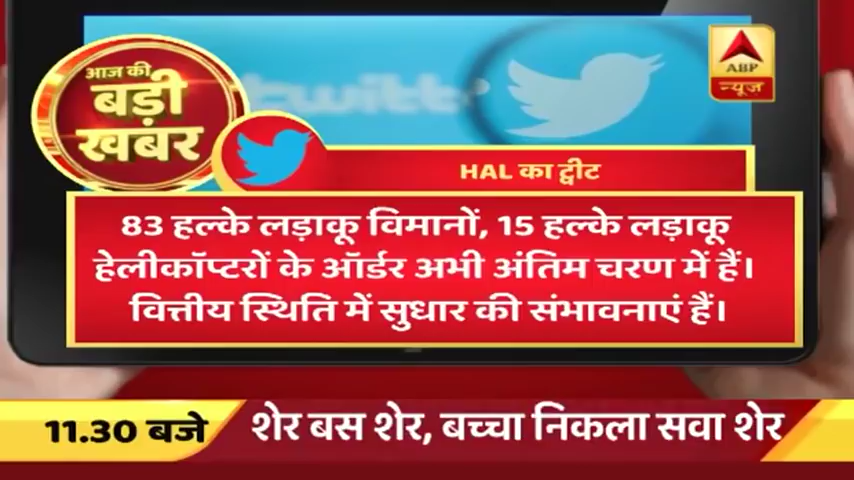 आज की
बड़ी
खबर
twitt
ABP
न्यूज़
HAL का ट्वीट
83 हल्के लड़ाकू विमानों, 15 हल्के लड़ाकू
हेलीकॉप्टरों के ऑर्डर अभी अंतिम चरण में हैं।
वित्तीय स्थिति में सुधार की संभावनाएं हैं।
11.30 बजे
शेर बस शेर, बच्चा निकला सवा शेर